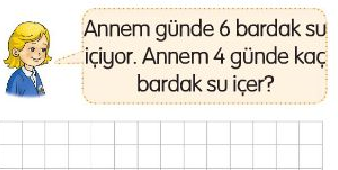 Annem günde 6 bardak su
içiyor. Annem 4 günde kaç
bardak su içer?